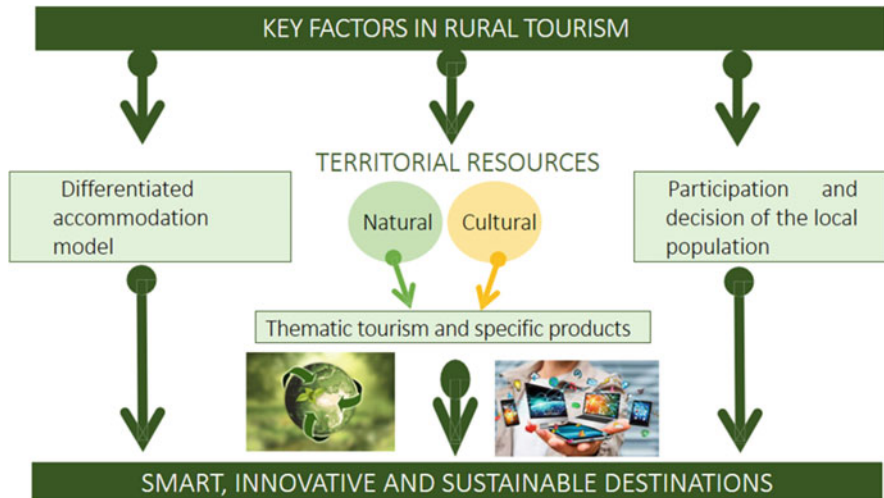 KEY FACTORS IN RURAL TOURISM
TERRITORIAL RESOURCES
Differentiated
accommodation
model
Natural
Cultural
Participation and
decision of the local
population
Thematic tourism and specific products
SMART, INNOVATIVE AND SUSTAINABLE DESTINATIONS